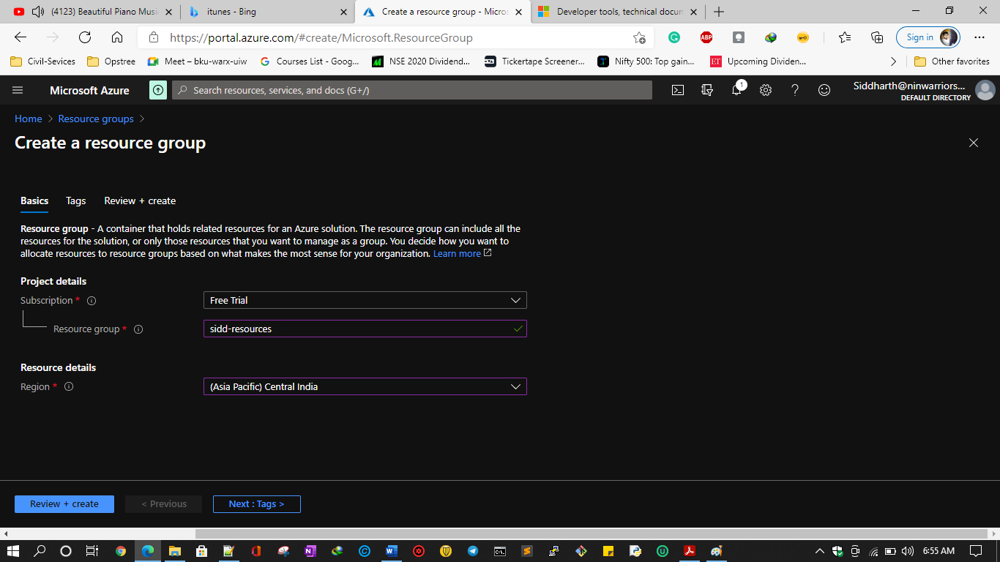 (4123) Beautiful Piano Musi
itunes - Bing
Create a resource group - Micros
Developer tools, technical docum
https://portal.azure.com/#create/Microsoft.ResourceGroup
ABP
Sign in
Civil-Sevices
Opstree
Meet – bku-warx-uiw
Courses List - Goog...
NSE 2020 Dividend...
Tickertape Screener...
Nifty 500: Top gain...
ET
Upcoming Dividen...
Other favorites
Microsoft Azure
Search resources, services, and docs (G+/)
1
Siddharth@ninwarriors...
DEFAULT DIRECTORY
Home > Resource groups >
Create a resource group
Basics
Tags
Review + create
Resource group - A container that holds related resources for an Azure solution. The resource group can include all the
resources for the solution, or only those resources that you want to manage as a group. You decide how you want to
allocate resources to resource groups based on what makes the most sense for your organization. Learn more
Project details
Subscription *
Free Trial
Resource group *
sidd-resources
Resource details
Region *
(Asia Pacific) Central India
Review + create
< Previous
Next : Tags >
6:55 AM